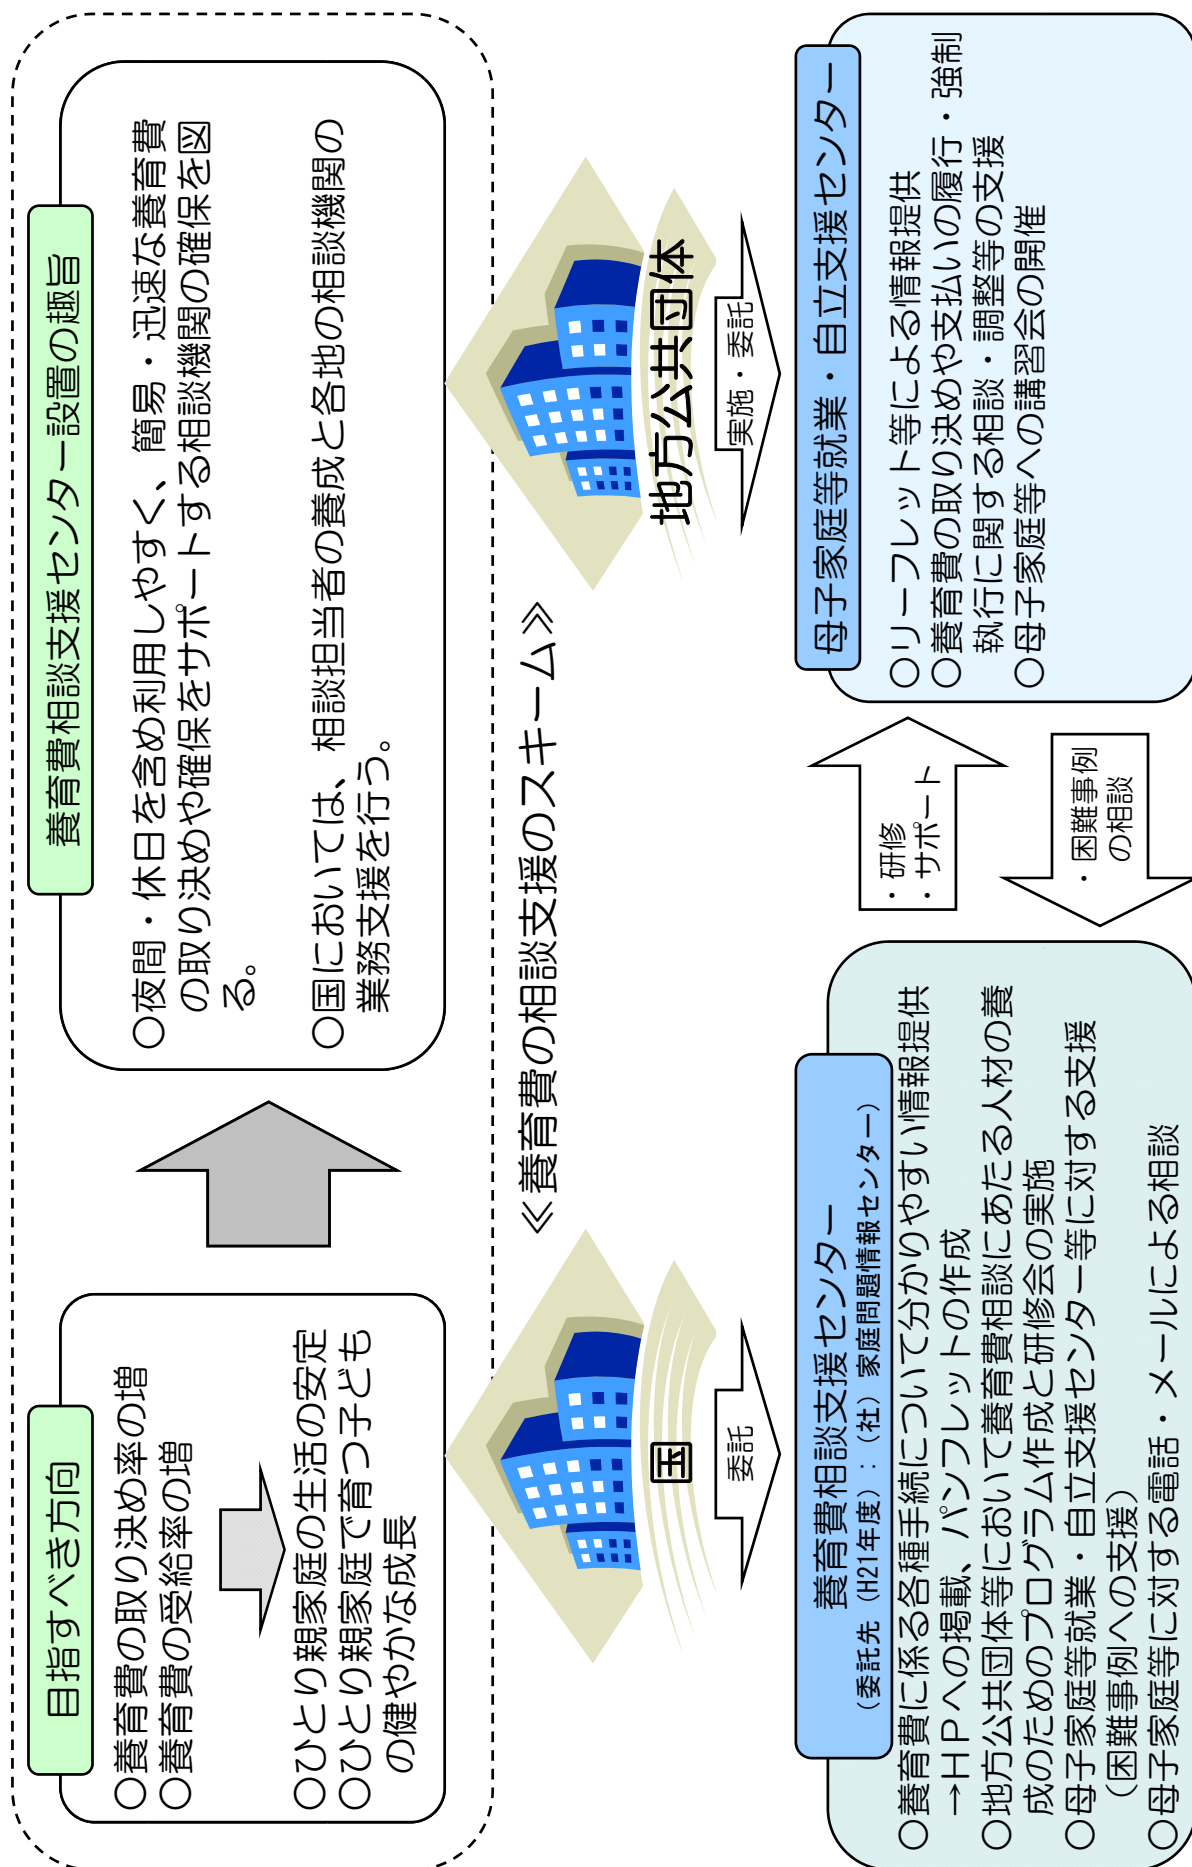 目指すべき方向
○養育費の取り決め率の増
○養育費の受給率の増
○ひとり親家庭の生活の安定
○ひとり親家庭で育つ子ども
の健やかな成長
養育費相談支援センター設置の趣旨
○夜間・休日を含め利用しやすく、簡易・迅速な養育費
の取り決めや確保をサポートする相談機関の確保を図
る。
○国においては、相談担当者の養成と各地の相談機関の
業務支援を行う。
≪養育費の相談支援のスキーム≫
国
委託
地方公共団体
実施・委託
養育費相談支援センター
（委託先（H21年度）：（社）家庭問題情報センター）
○養育費に係る各種手続について分かりやすい情報提供
→ＨＰへの掲載、パンフレットの作成
○地方公共団体等において養育費相談にあたる人材の養
成のためのプログラム作成と研修会の実施
○母子家庭等就業・自立支援センター等に対する支援
（困難事例への支援）
○母子家庭等に対する電話・メールによる相談
・研修
・サポート
・困難事例
の相談
母子家庭等就業・自立支援センター
○リーフレット等による情報提供
○養育費の取り決めや支払いの履行・強制
執行に関する相談・調整等の支援
○母子家庭等への講習会の開催